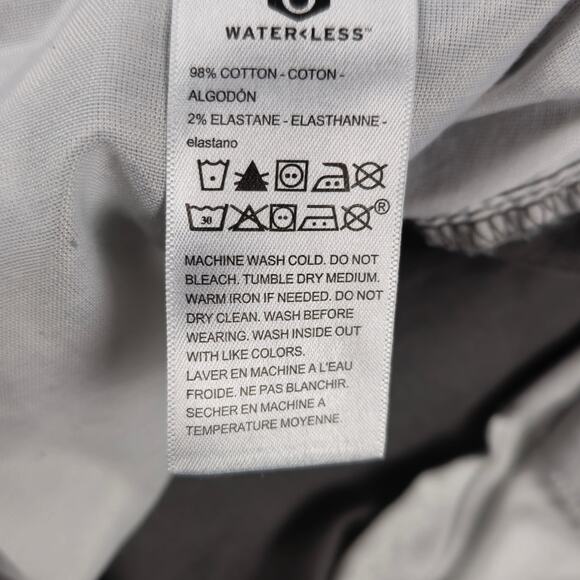 WATER<LESS™
98% COTTON - COTON -
ALGODÓN
2% ELASTANE - ELASTHANNE -
elastano
30 ®
MACHINE WASH COLD. DO NOT
BLEACH. TUMBLE DRY MEDIUM.
WARM IRON IF NEEDED. DO NOT
DRY CLEAN. WASH BEFORE
WEARING. WASH INSIDE OUT
WITH LIKE COLORS.
LAVER EN MACHINE A L'EAU
FROIDE. NE PAS BLANCHIR.
SECHER EN MACHINE A
TEMPERATURE MOYENNE.